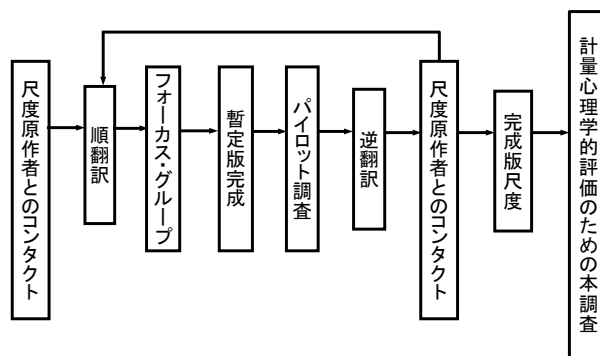 尺度原作者とのコンタクト
順翻訳
フォーカス・グループ
暫定版完成
パイロット調査
逆翻訳
尺度原作者とのコンタクト
完成版尺度
計量心理学的評価のための本調査